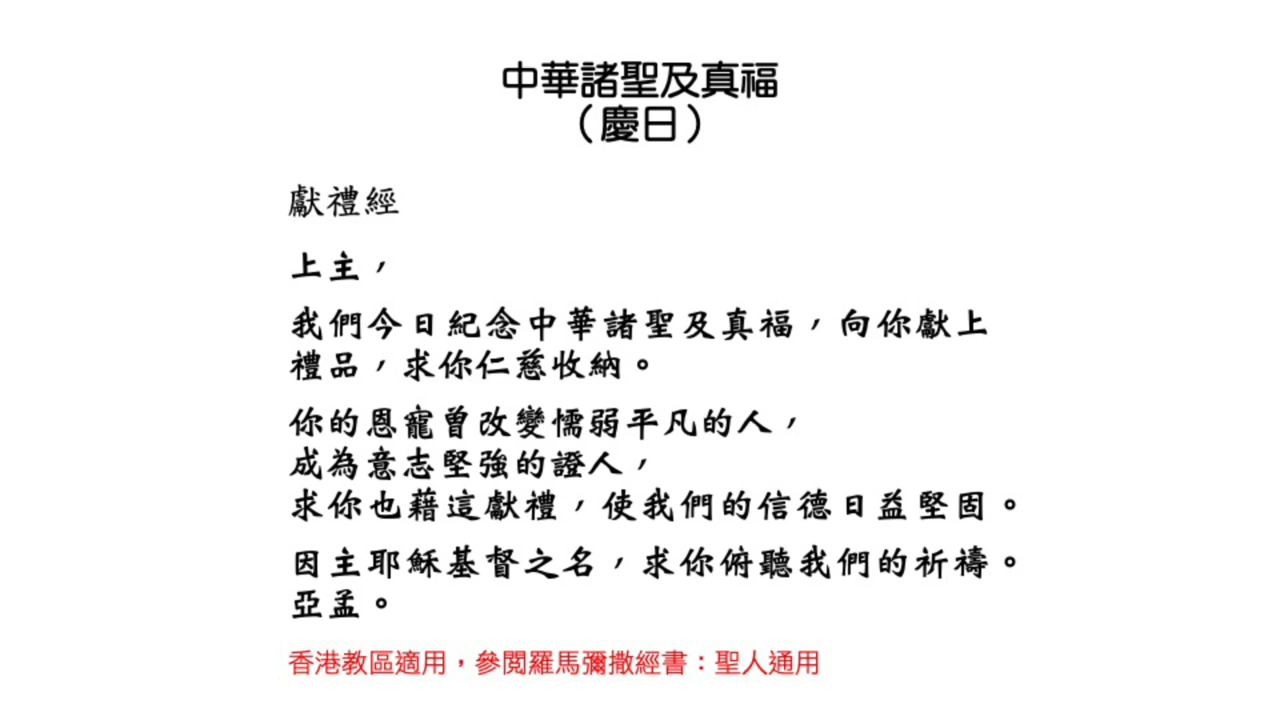 中華諸聖及真福
（慶日）
獻禮經
上主，
我們今日紀念中華諸聖及真福，向你獻上
禮品，求你仁慈收納。
你的恩寵曾改變懦弱平凡的人，
成為意志堅強的證人，
求你也藉這獻禮，使我們的信德日益堅固。
因主耶穌基督之名，求你俯聽我們的祈禱。
亞孟。
香港教區適用，參閲羅馬彌撒經書：聖人通用